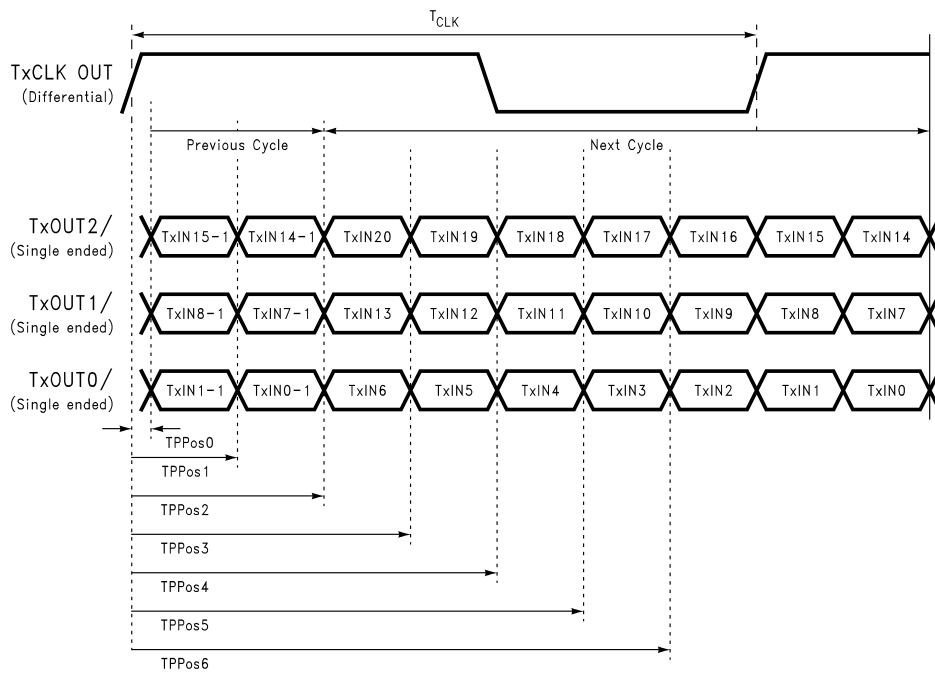 TCLK
TxCLK OUT
(Differential)
Previous Cycle
Next Cycle
TxOUT2/
(Single ended)
TxIN15-1 TxIN14-1 TxIN20 TxIN19 TxIN18 TxIN17 TxIN16 TxIN15 TxIN14
TxOUT1/
(Single ended)
TxIN8-1 TxIN7-1 TxIN13 TxIN12 TxIN11 TxIN10 TxIN9 TxIN8 TxIN7
TxOUT0/
(Single ended)
TxIN1-1 TxIN0-1 TxIN6 TxIN5 TxIN4 TxIN3 TxIN2 TxIN1 TxIN0
TPPos0
TPPos1
TPPos2
TPPos3
TPPos4
TPPos5
TPPos6